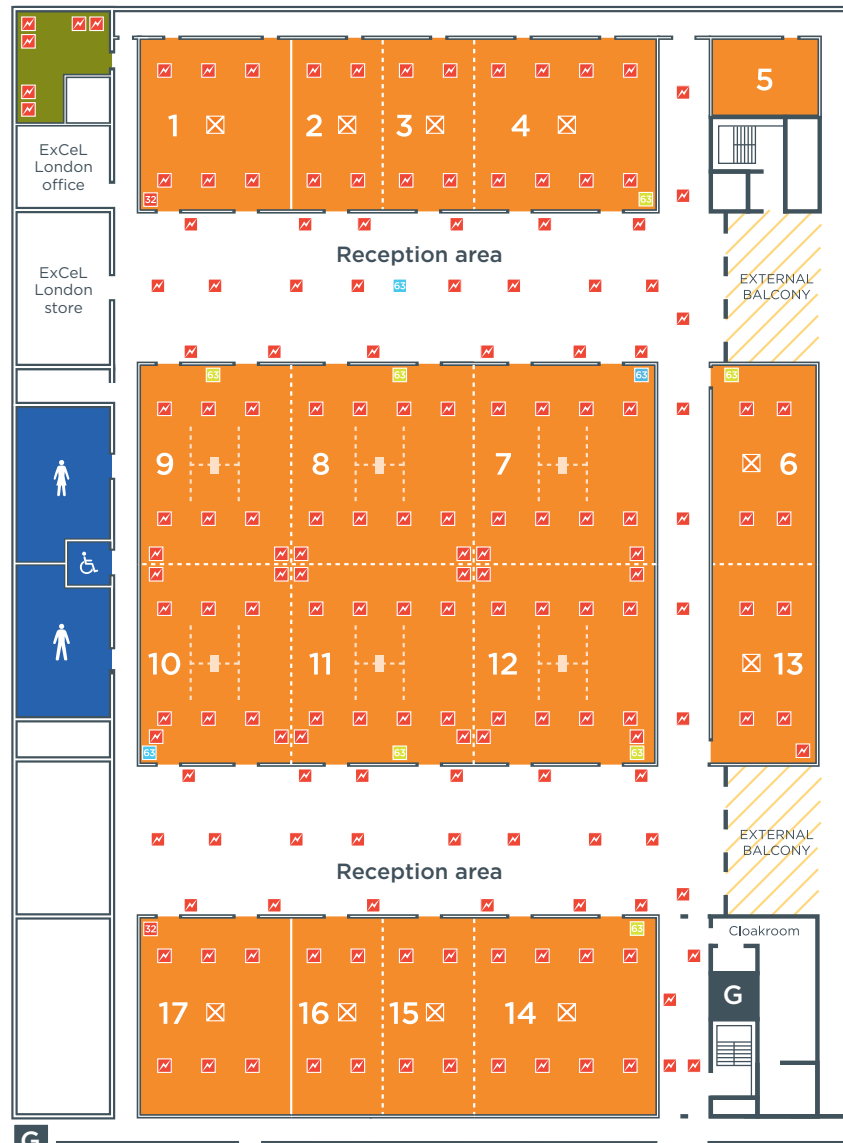 5
1
2
3
4
ExCeL
London
office
32
63
Reception area
ExCeL
London
store
63
EXTERNAL
BALCONY
63
63
63
63
9
8
7
6
10
11
12
13
63
63
63
EXTERNAL
BALCONY
Reception area
32
63
Cloakroom
G
17
16
15
14
G